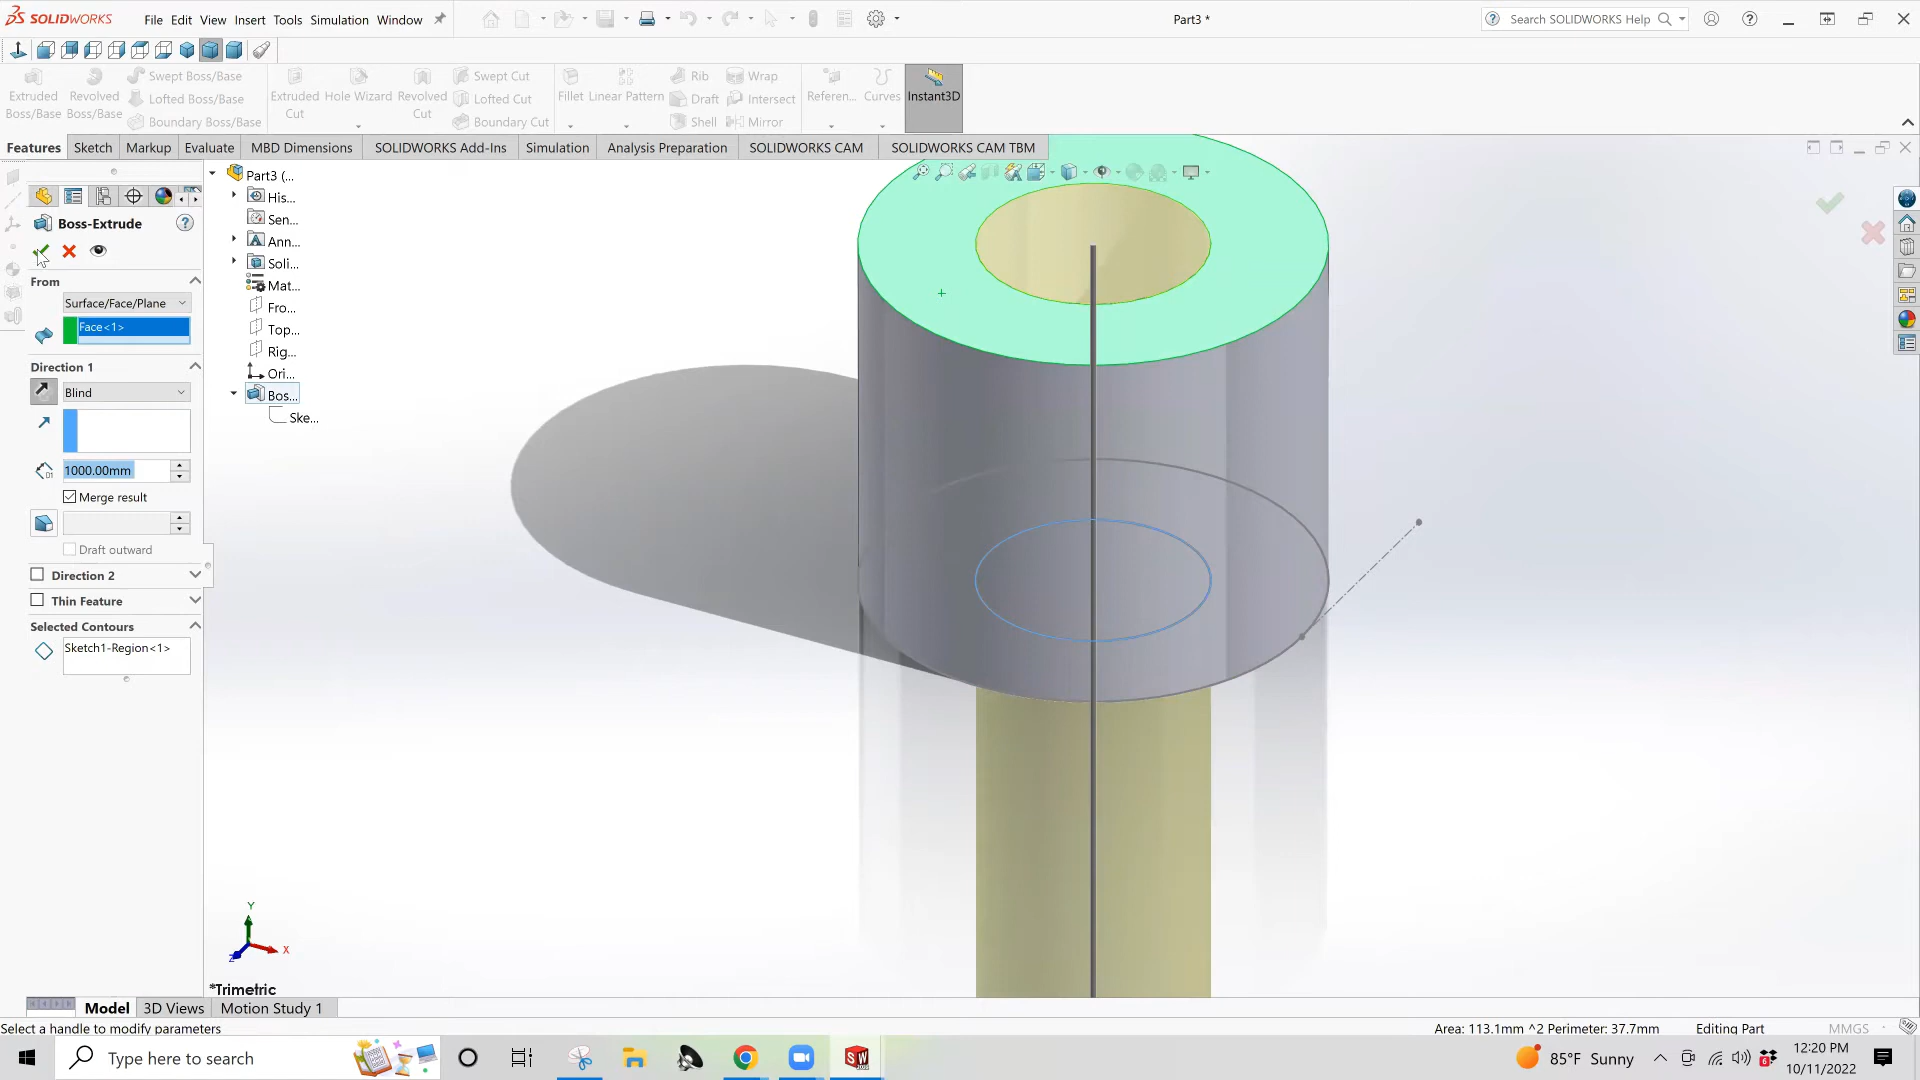 SOLIDWORKS
File Edit View Insert Tools Simulation Window
Part3 *
Search SOLIDWORKS Help
Extruded Boss/Base
Revolved Boss/Base
Swept Boss/Base
Lofted Boss/Base
Boundary Boss/Base
Extruded Cut
Hole Wizard
Revolved Cut
Swept Cut
Lofted Cut
Boundary Cut
Fillet
Linear Pattern
Rib
Draft
Shell
Wrap
Intersect
Mirror
Referen...
Curves
Instant3D
Features Sketch Markup Evaluate MBD Dimensions SOLIDWORKS Add-Ins Simulation Analysis Preparation SOLIDWORKS CAM SOLIDWORKS CAM TBM
Boss-Extrude
From
Surface/Face/Plane
Face<1>
Direction 1
Blind
D1
1000.00mm
Merge result
Draft outward
Direction 2
Thin Feature
Selected Contours
Sketch1-Region<1>
Part3 (...
His...
Sen...
Ann...
Soli...
Mat...
Fro...
Top...
Rig...
Ori...
Bos...
Ske...
Y
X
Z
*Trimetric
Model 3D Views Motion Study 1
Select a handle to modify parameters
Area: 113.1mm ^2 Perimeter: 37.7mm
Editing Part
MMGS
Type here to search
85°F Sunny
12:20 PM
10/11/2022